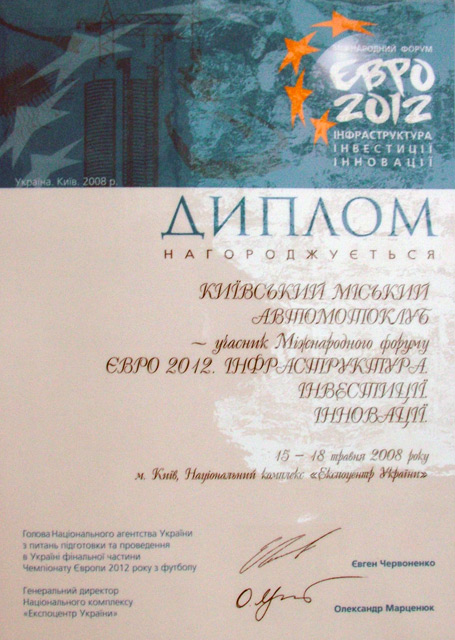 МІЖНАРОДНИЙ ФОРУМ
ЄВРО
2012
ІНФРАСТРУКТУРА
ІНВЕСТИЦІЇ
ІННОВАЦІЇ
Україна, Київ, 2008 р.
ДИПЛОМ
НАГОРОДЖУЄТЬСЯ
КИЇВСЬКИЙ МІСЬКИЙ
АВТОМОТОКЛУБ
~ учасник Міжнародного форуму
ЄВРО 2012. ІНФРАСТРУКТУРА.
ІНВЕСТИЦІЇ.
ІННОВАЦІЇ.
15 – 18 травня 2008 року
м. Київ, Національний комплекс «Експоцентр України»
Голова Національного агентства України
з питань підготовки та проведення
в Україні фінальної частини
Чемпіонату Європи 2012 року з футболу
Євген Червоненко
Генеральний директор
Національного комплексу
«Експоцентр України»
Олександр Марценюк